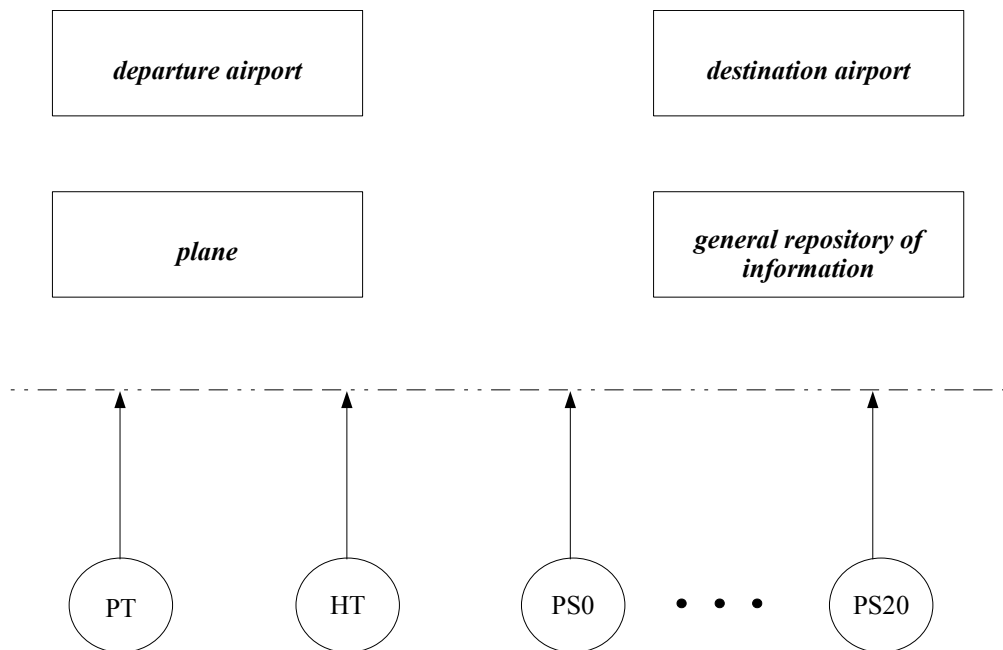 departure airport
destination airport
plane
general repository of
information
PT
HT
PS0
• • •
PS20